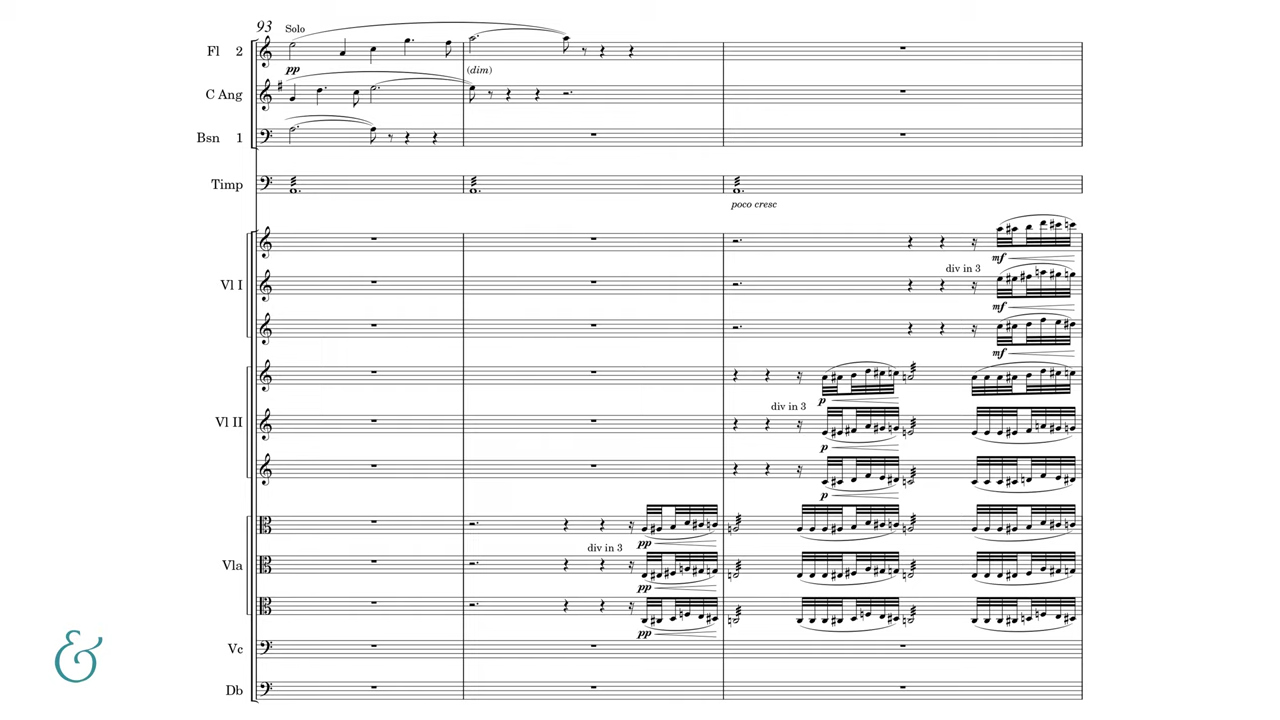 93 Solo
Fl 2
pp (dim)
C Ang
Bsn 1
Timp
poco cresc
mf
div in 3
Vl I
mf
mf
p
div in 3
Vl II
p
p
pp
div in 3
Vla
pp
pp
Vc
&
Db